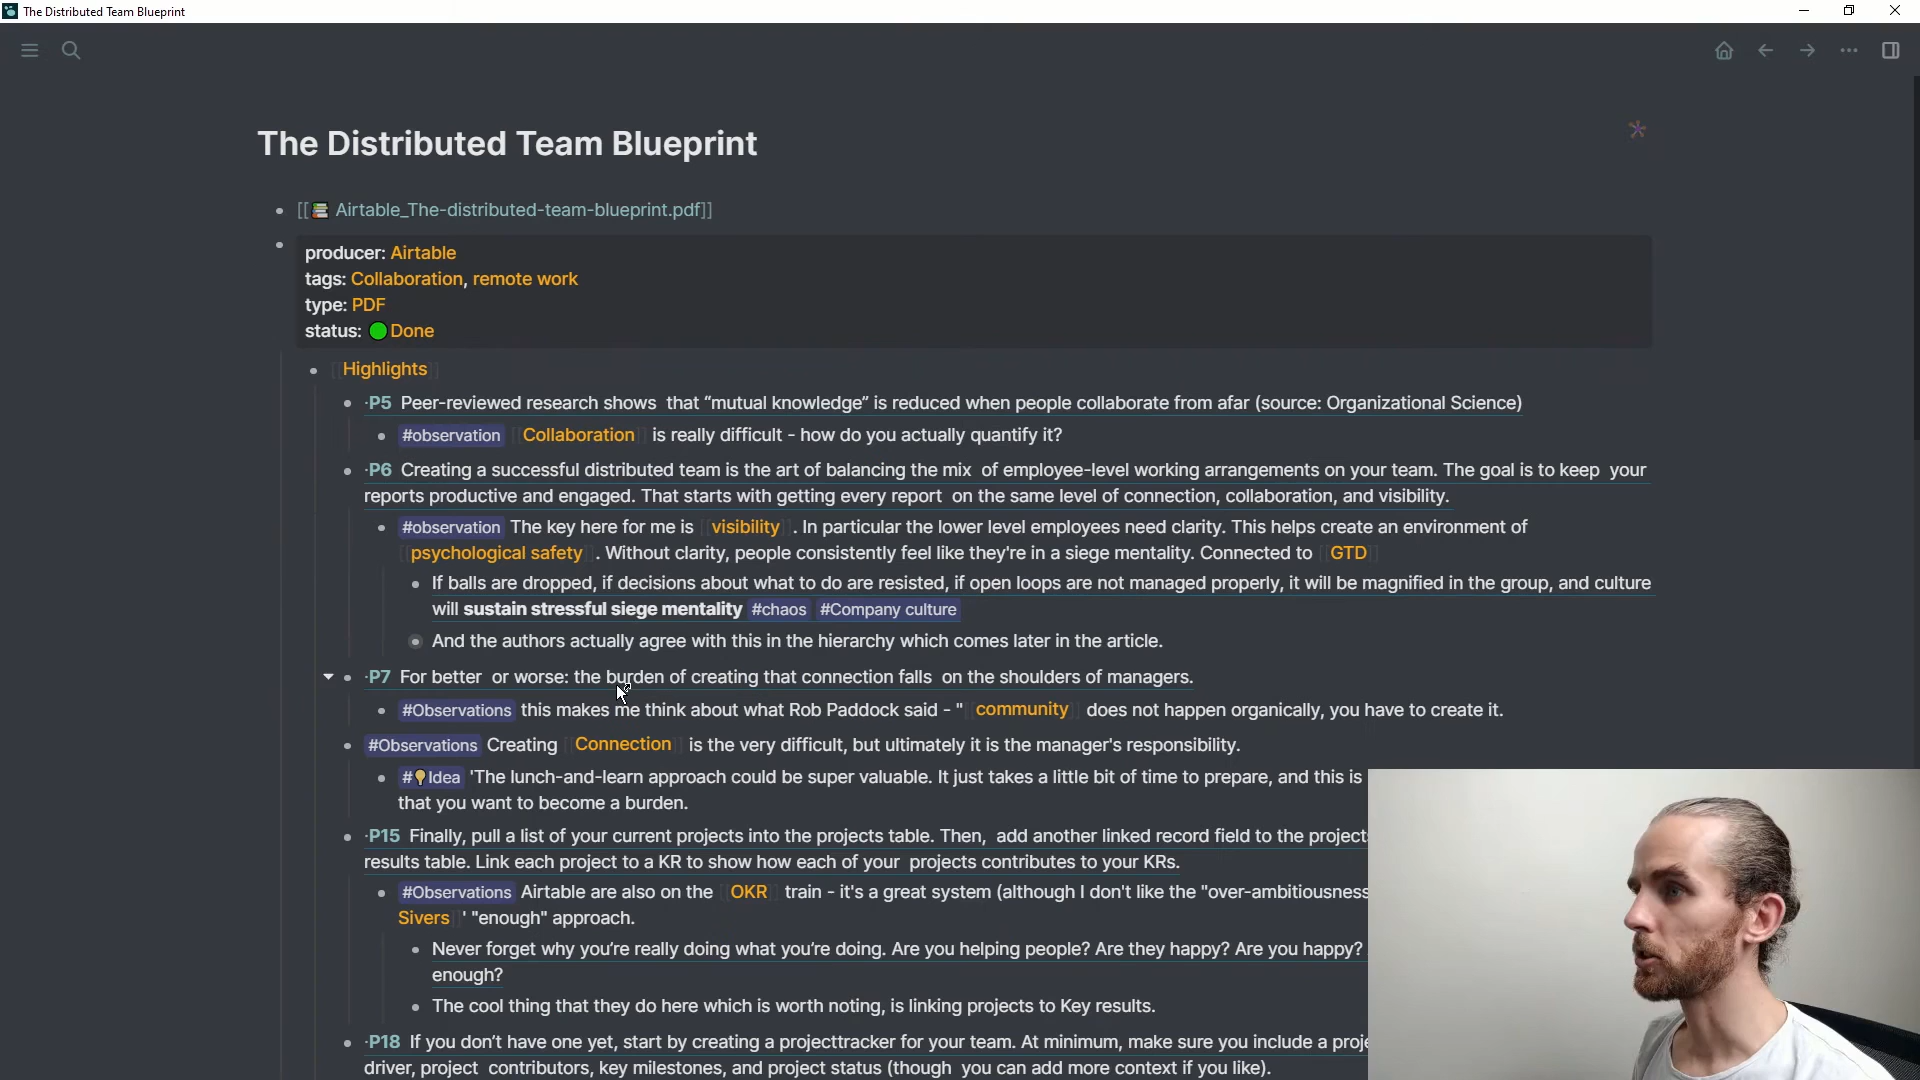 The Distributed Team Blueprint
The Distributed Team Blueprint
[[📚 Airtable_The-distributed-team-blueprint.pdf]]
producer: Airtable
tags: Collaboration, remote work
type: PDF
status: 🟢Done
[[Highlights]]
·P5 Peer-reviewed research shows that “mutual knowledge” is reduced when people collaborate from afar (source: Organizational Science)
#observation [[Collaboration]] is really difficult - how do you actually quantify it?
·P6 Creating a successful distributed team is the art of balancing the mix of employee-level working arrangements on your team. The goal is to keep your
reports productive and engaged. That starts with getting every report on the same level of connection, collaboration, and visibility.
#observation The key here for me is [[visibility]]. In particular the lower level employees need clarity. This helps create an environment of
[[psychological safety]]. Without clarity, people consistently feel like they're in a siege mentality. Connected to [[GTD]]
If balls are dropped, if decisions about what to do are resisted, if open loops are not managed properly, it will be magnified in the group, and culture
will sustain stressful siege mentality #chaos #Company culture
And the authors actually agree with this in the hierarchy which comes later in the article.
·P7 For better or worse: the burden of creating that connection falls on the shoulders of managers.
#Observations this makes me think about what Rob Paddock said - "[[community]] does not happen organically, you have to create it.
#Observations Creating [[Connection]] is the very difficult, but ultimately it is the manager's responsibility.
#💡Idea 'The lunch-and-learn approach could be super valuable. It just takes a little bit of time to prepare, and this is
that you want to become a burden.
·P15 Finally, pull a list of your current projects into the projects table. Then, add another linked record field to the projects
results table. Link each project to a KR to show how each of your projects contributes to your KRs.
#Observations Airtable are also on the [[OKR]] train - it's a great system (although I don't like the "over-ambitiousness
Sivers]]' "enough" approach.
Never forget why you’re really doing what you’re doing. Are you helping people? Are they happy? Are you happy?
enough?
The cool thing that they do here which is worth noting, is linking projects to Key results.
·P18 If you don’t have one yet, start by creating a projecttracker for your team. At minimum, make sure you include a proje
driver, project contributors, key milestones, and project status (though you can add more context if you like).